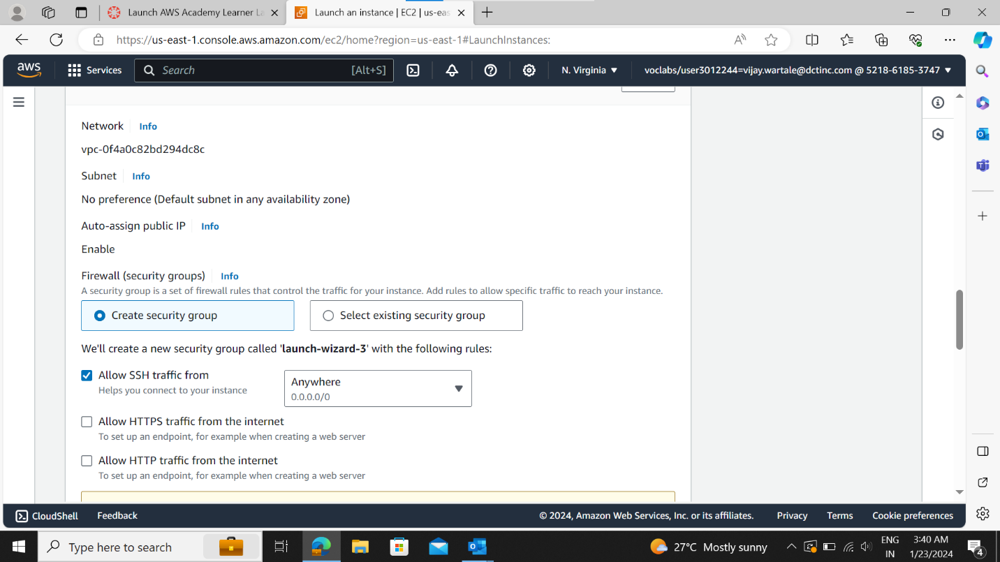 Launch AWS Academy Learner La
Launch an instance | EC2 | us-eas
https://us-east-1.console.aws.amazon.com/ec2/home?region=us-east-1#LaunchInstances:
aws
Services
Search
[Alt+S]
N. Virginia
voclabs/user3012244=vijay.wartale@dctinc.com @ 5218-6185-3747
Network Info
vpc-0f4a0c82bd294dc8c
Subnet Info
No preference (Default subnet in any availability zone)
Auto-assign public IP Info
Enable
Firewall (security groups) Info
A security group is a set of firewall rules that control the traffic for your instance. Add rules to allow specific traffic to reach your instance.
Create security group
Select existing security group
We'll create a new security group called 'launch-wizard-3' with the following rules:
Allow SSH traffic from
Helps you connect to your instance
Anywhere
0.0.0.0/0
Allow HTTPS traffic from the internet
To set up an endpoint, for example when creating a web server
Allow HTTP traffic from the internet
To set up an endpoint, for example when creating a web server
CloudShell Feedback
© 2024, Amazon Web Services, Inc. or its affiliates. Privacy Terms Cookie preferences
Type here to search
27°C Mostly sunny
ENG
IN
3:40 AM
1/23/2024
4